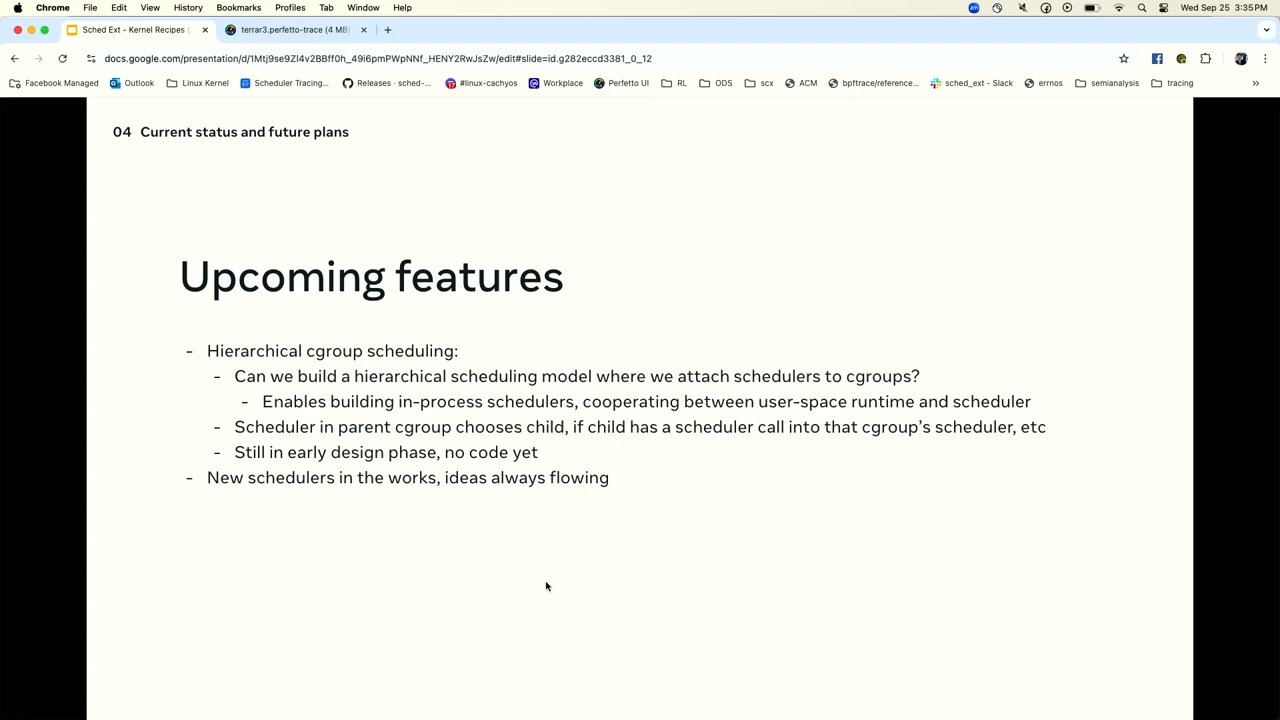 Chrome File Edit View History Bookmarks Profiles Tab Window Help Wed Sep 25 3:35 PM
Sched Ext - Kernel Recipes terrar3.perfetto-trace (4 MB)
docs.google.com/presentation/d/1Mtj9se9Zl4v2BBff0h_49i6pmPWpNNf_HENY2RwJsZw/edit#slide=id.g282eccd3381_0_12
Facebook Managed Outlook Linux Kernel Scheduler Tracing... Releases · sched-... #linux-cachyos Workplace Perfetto UI RL ODS scx ACM bpftrace/reference... sched_ext - Slack errnos semianalysis tracing
04 Current status and future plans
Upcoming features
- Hierarchical cgroup scheduling:
- Can we build a hierarchical scheduling model where we attach schedulers to cgroups?
- Enables building in-process schedulers, cooperating between user-space runtime and scheduler
- Scheduler in parent cgroup chooses child, if child has a scheduler call into that cgroup’s scheduler, etc
- Still in early design phase, no code yet
- New schedulers in the works, ideas always flowing